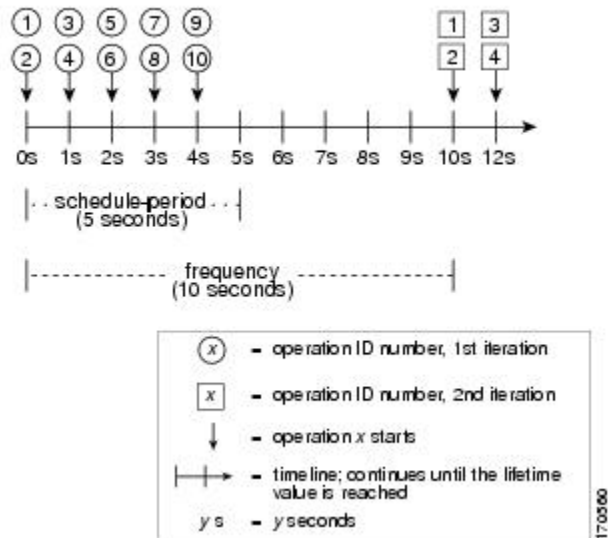 1 3 5 7 9 1 3
2 4 6 8 10 2 4
0s 1s 2s 3s 4s 5s 6s 7s 8s 9s 10s 12s
schedule-period
(5 seconds)
frequency
(10 seconds)
x = operation ID number, 1st iteration
x = operation ID number, 2nd iteration
= operation x starts
= timeline; continues until the lifetime
value is reached
y s = y seconds
170560